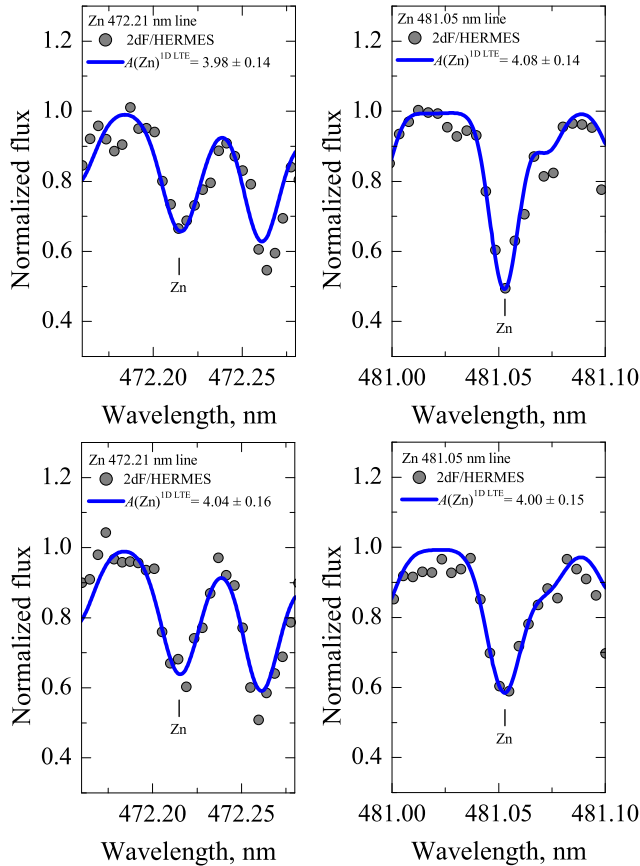 Zn 472.21 nm line
2dF/HERMES
A(Zn)1D LTE = 3.98 ± 0.14
1.2
1.0
0.8
0.6
0.4
Normalized flux
Zn
472.20
472.25
Wavelength, nm
Zn 481.05 nm line
2dF/HERMES
A(Zn)1D LTE = 4.08 ± 0.14
1.2
1.0
0.8
0.6
0.4
Normalized flux
Zn
481.00
481.05
481.10
Wavelength, nm
Zn 472.21 nm line
2dF/HERMES
A(Zn)1D LTE = 4.04 ± 0.16
1.2
1.0
0.8
0.6
0.4
Normalized flux
Zn
472.20
472.25
Wavelength, nm
Zn 481.05 nm line
2dF/HERMES
A(Zn)1D LTE = 4.00 ± 0.15
1.2
1.0
0.8
0.6
0.4
Normalized flux
Zn
481.00
481.05
481.10
Wavelength, nm